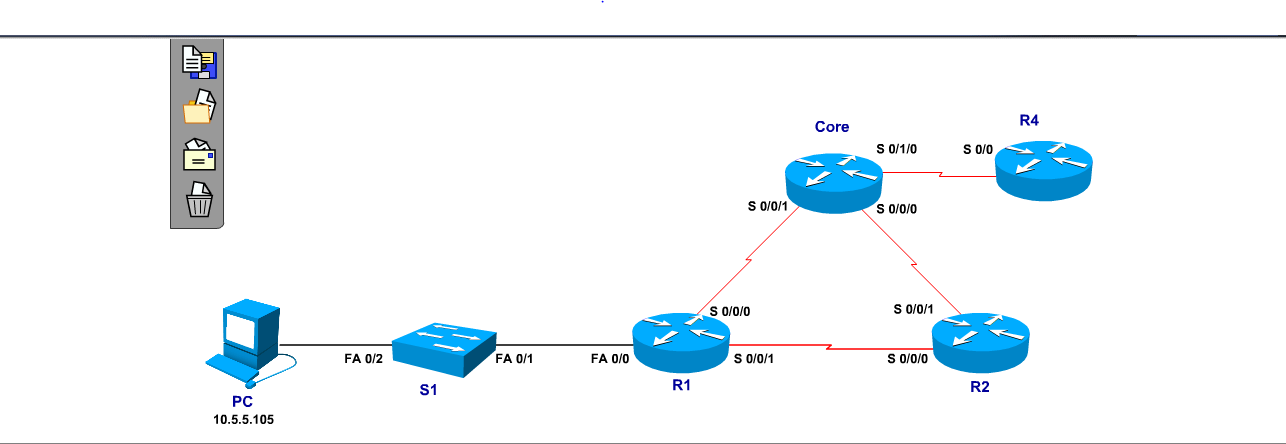 Core
R4
S 0/1/0
S 0/0
S 0/0/1
S 0/0/0
S 0/0/0
S 0/0/1
FA 0/2
FA 0/1
FA 0/0
S 0/0/1
S 0/0/0
S1
R1
R2
PC
10.5.5.105